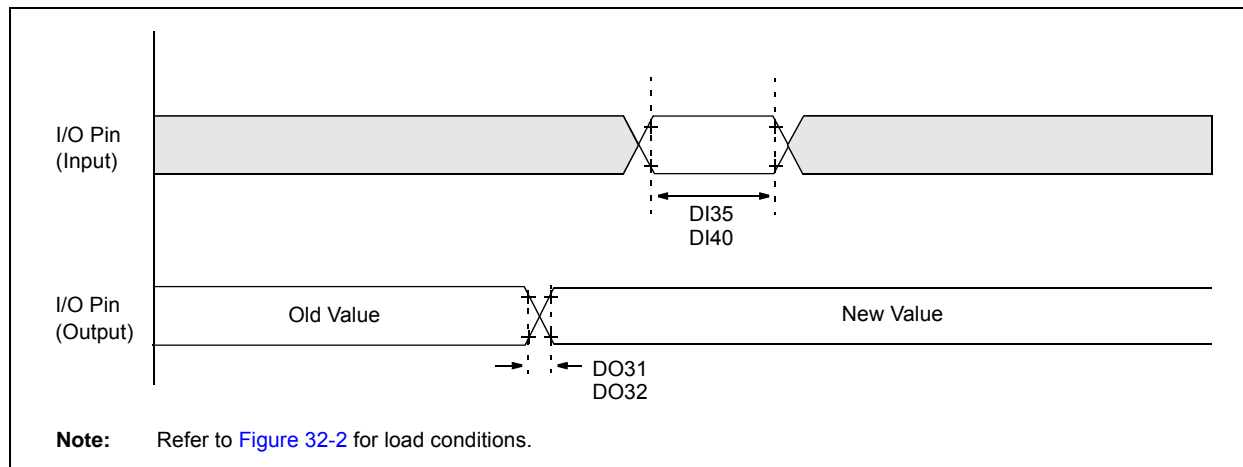 I/O Pin
(Input)
DI35
DI40
I/O Pin
(Output)
Old Value
New Value
DO31
DO32
Note: Refer to Figure 32-2 for load conditions.